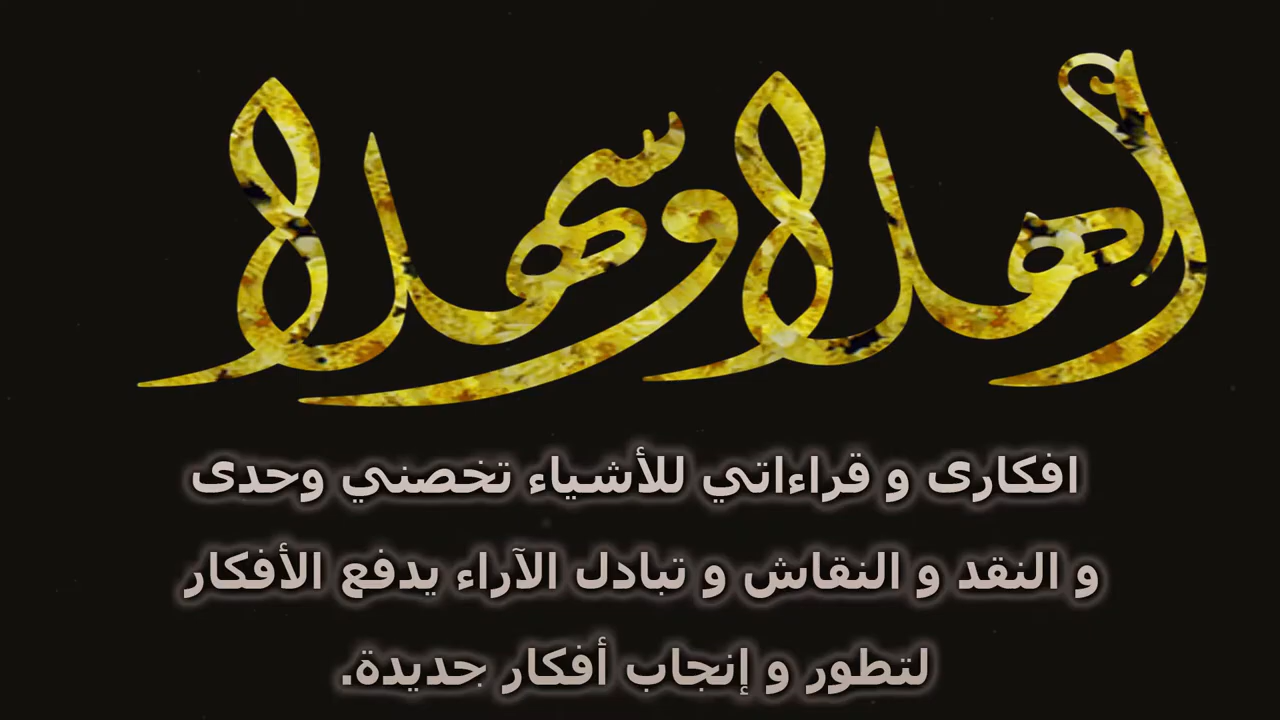 أهلا وسهلا
افكارى و قراءاتي للأشياء تخصني وحدى
و النقد و النقاش و تبادل الآراء يدفع الأفكار
لتطور و إنجاب أفكار جديدة.